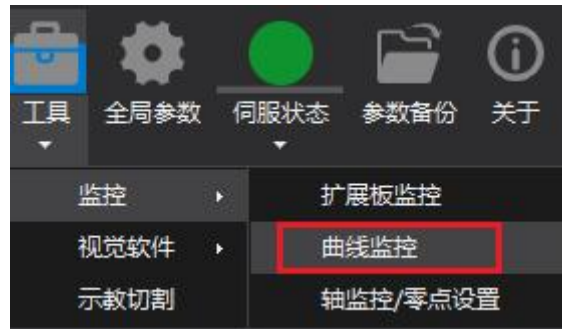 工具 全局参数 伺服状态 参数备份 关于
监控 扩展板监控
视觉软件 曲线监控
示教切割 轴监控/零点设置